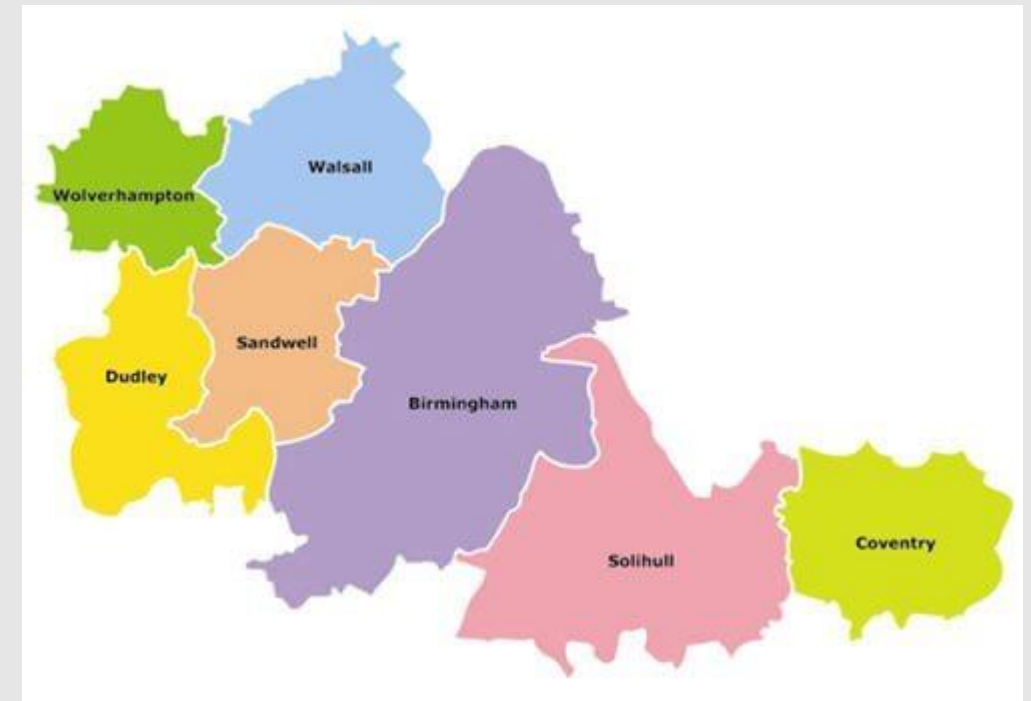 Walsall
Wolverhampton
Sandwell
Dudley
Birmingham
Coventry
Solihull